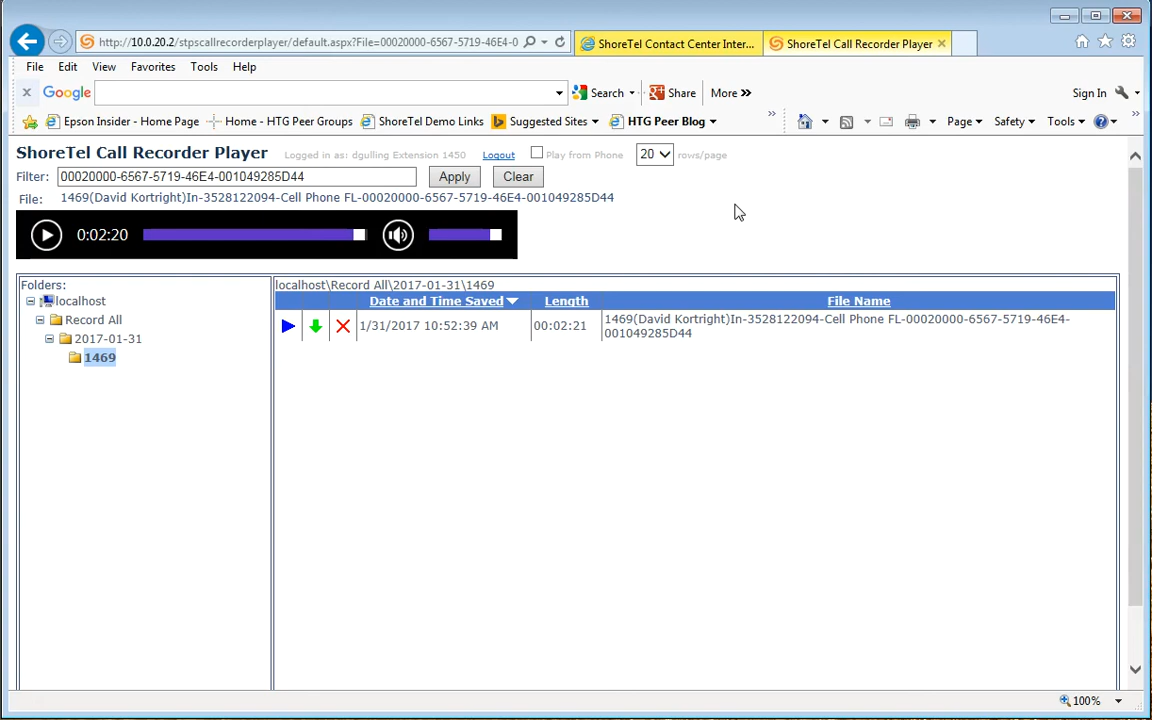 http://10.0.20.2/stpscallrecorderplayer/default.aspx?File=00020000-6567-5719-46E4-0
ShoreTel Contact Center Inter...
ShoreTel Call Recorder Player
File Edit View Favorites Tools Help
x Google Search Share More » Sign In
Epson Insider - Home Page Home - HTG Peer Groups ShoreTel Demo Links Suggested Sites HTG Peer Blog » Page Safety Tools »
ShoreTel Call Recorder Player Logged in as: dgulling Extension 1450 Logout Play from Phone 20 rows/page
Filter: 00020000-6567-5719-46E4-001049285D44 Apply Clear
File: 1469(David Kortright)In-3528122094-Cell Phone FL-00020000-6567-5719-46E4-001049285D44
0:02:20
Folders:
localhost
Record All
2017-01-31
1469
localhost\Record All\2017-01-31\1469
Date and Time Saved Length File Name
1/31/2017 10:52:39 AM 00:02:21 1469(David Kortright)In-3528122094-Cell Phone FL-00020000-6567-5719-46E4-
001049285D44
100%